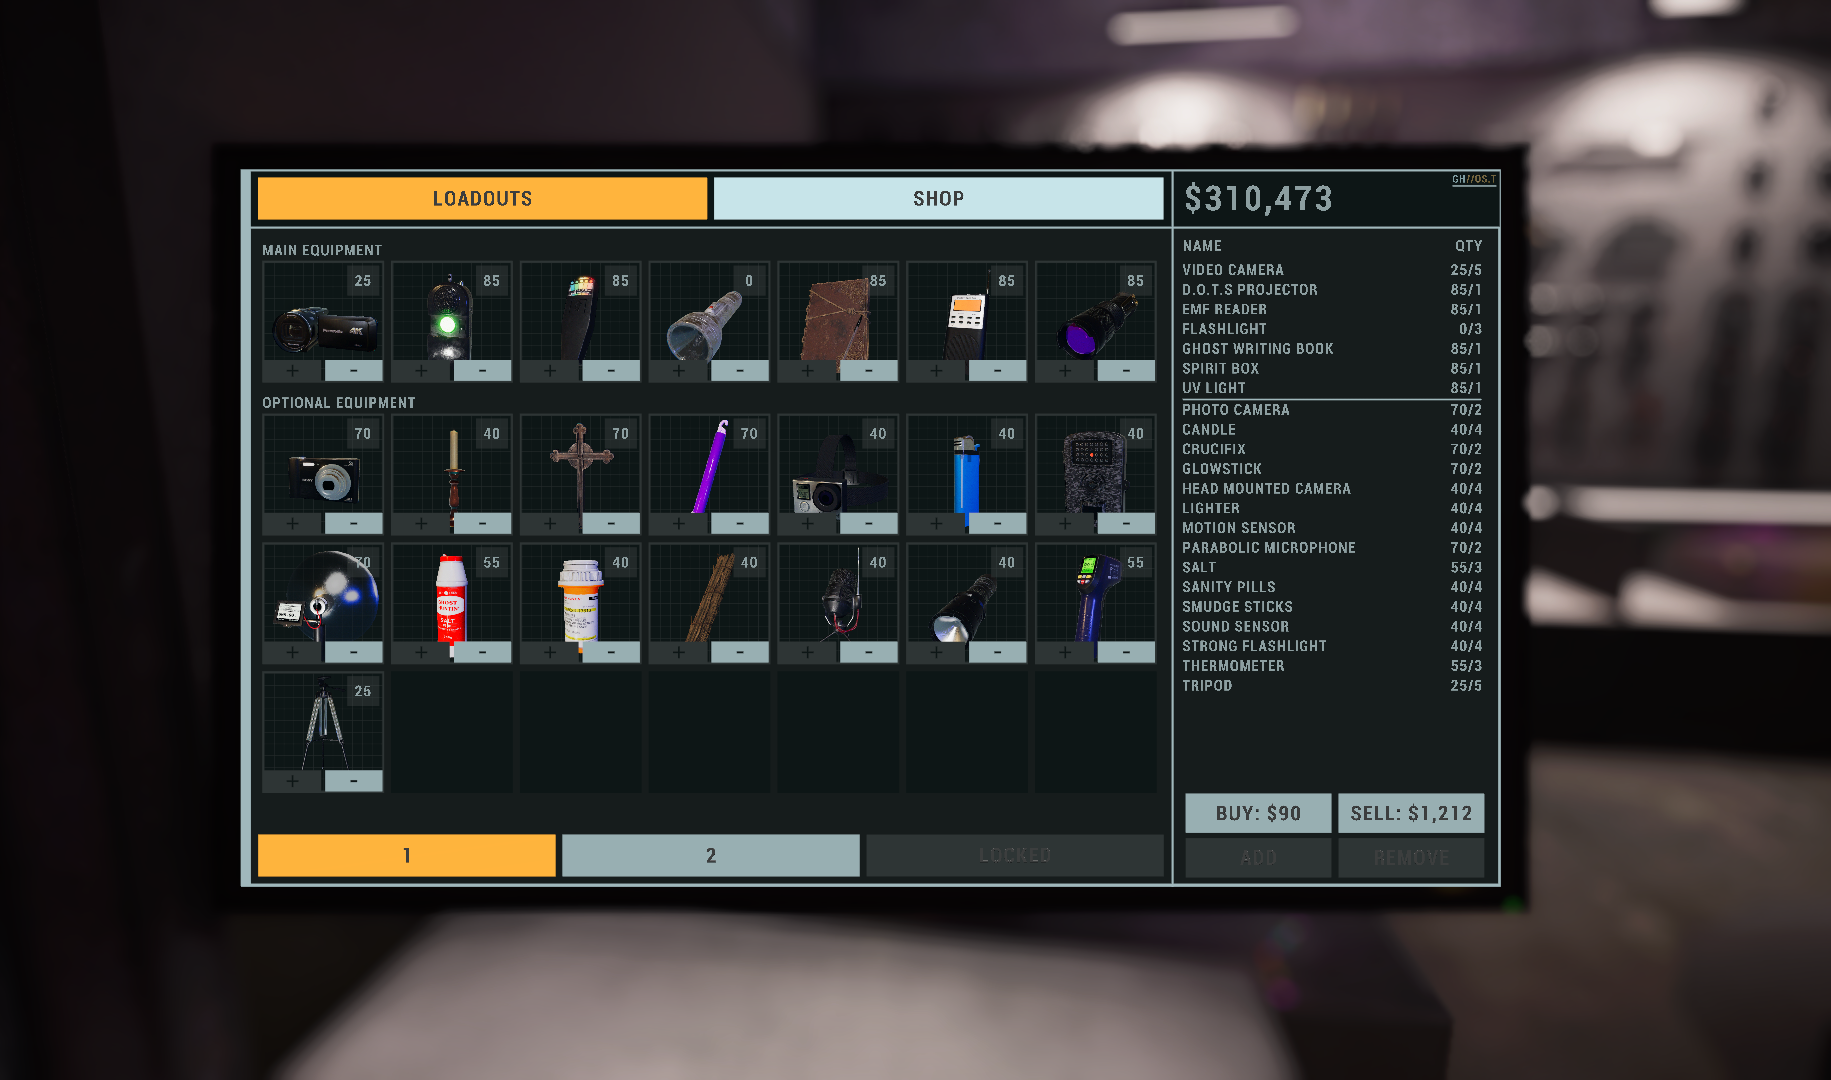 LOADOUTS
SHOP
$310,473
GH//OS.T
MAIN EQUIPMENT
25
85
85
0
85
85
85
+ -
+ -
+ -
+ -
+ -
+ -
+ -
OPTIONAL EQUIPMENT
70
40
70
70
40
40
40
+ -
+ -
+ -
+ -
+ -
+ -
+ -
70
55
40
40
40
40
55
4K
SALT
+ -
+ -
+ -
+ -
+ -
+ -
+ -
25
+ -
1
2
LOCKED
NAME QTY
VIDEO CAMERA 25/5
D.O.T.S PROJECTOR 85/1
EMF READER 85/1
FLASHLIGHT 0/3
GHOST WRITING BOOK 85/1
SPIRIT BOX 85/1
UV LIGHT 85/1
PHOTO CAMERA 70/2
CANDLE 40/4
CRUCIFIX 70/2
GLOWSTICK 70/2
HEAD MOUNTED CAMERA 40/4
LIGHTER 40/4
MOTION SENSOR 40/4
PARABOLIC MICROPHONE 70/2
SALT 55/3
SANITY PILLS 40/4
SMUDGE STICKS 40/4
SOUND SENSOR 40/4
STRONG FLASHLIGHT 40/4
THERMOMETER 55/3
TRIPOD 25/5
BUY: $90
SELL: $1,212
ADD
REMOVE